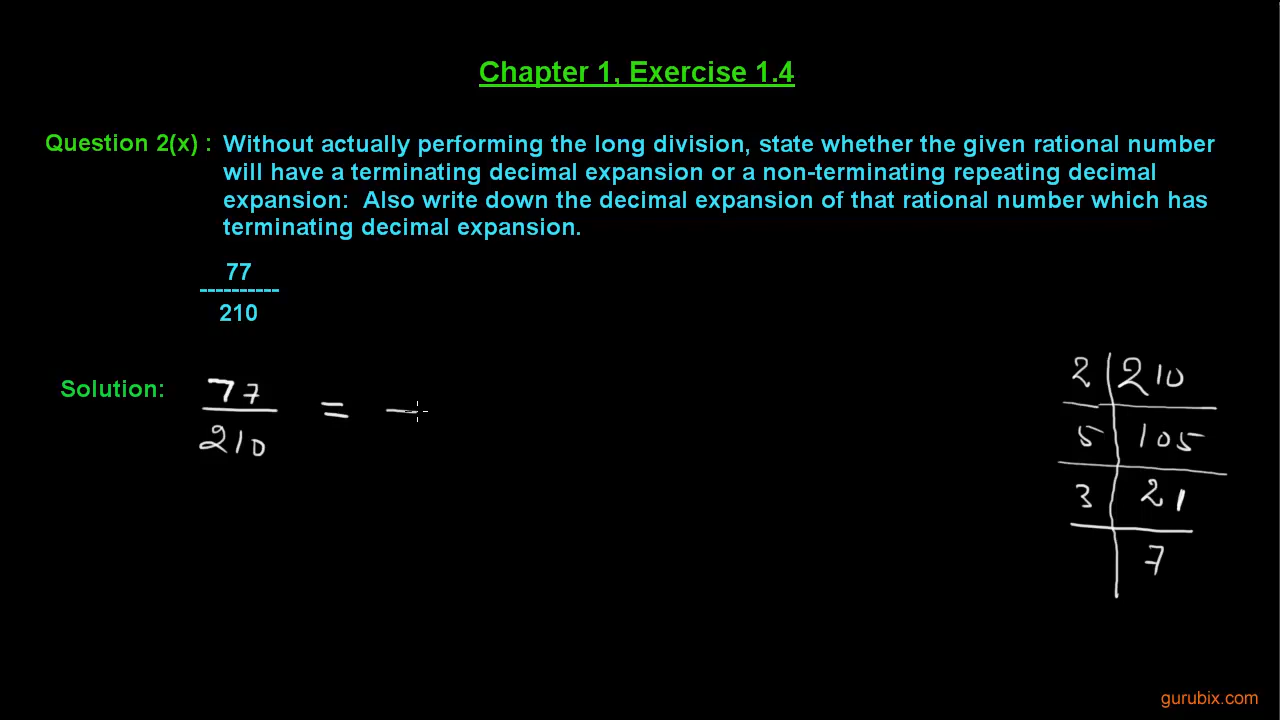 Chapter 1, Exercise 1.4
Question 2(x) : Without actually performing the long division, state whether the given rational number
will have a terminating decimal expansion or a non-terminating repeating decimal
expansion: Also write down the decimal expansion of that rational number which has
terminating decimal expansion.
77
----------
210
Solution:
77
210
=
2 210
5 105
3 21
7
gurubix.com